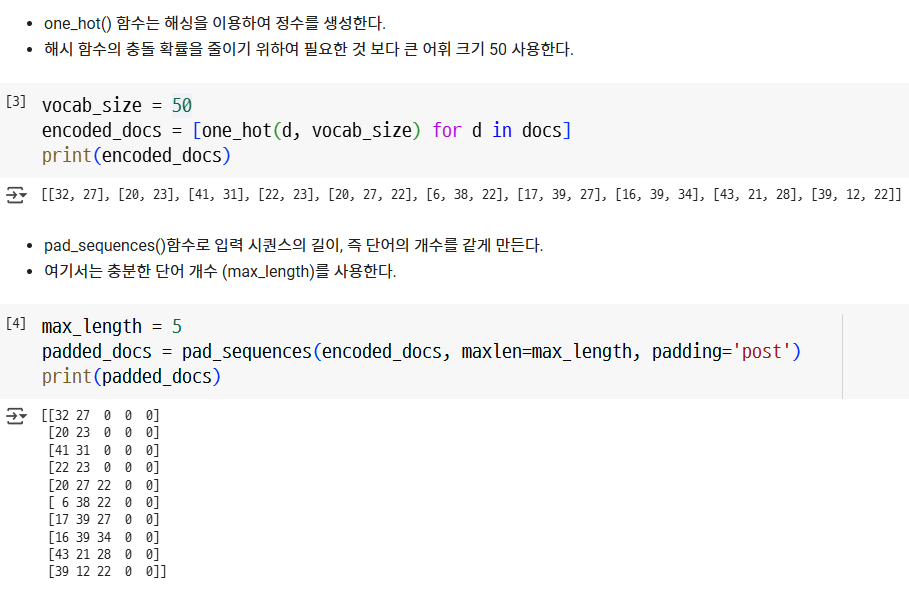 • one_hot() 함수는 해싱을 이용하여 정수를 생성한다.
• 해시 함수의 충돌 확률을 줄이기 위하여 필요한 것 보다 큰 어휘 크기 50 사용한다.
[3] vocab_size = 50
encoded_docs = [one_hot(d, vocab_size) for d in docs]
print(encoded_docs)
[[32, 27], [20, 23], [41, 31], [22, 23], [20, 27, 22], [6, 38, 22], [17, 39, 27], [16, 39, 34], [43, 21, 28], [39, 12, 22]]
• pad_sequences()함수로 입력 시퀀스의 길이, 즉 단어의 개수를 같게 만든다.
• 여기서는 충분한 단어 개수 (max_length)를 사용한다.
[4] max_length = 5
padded_docs = pad_sequences(encoded_docs, maxlen=max_length, padding='post')
print(padded_docs)
[[32 27  0  0  0]
 [20 23  0  0  0]
 [41 31  0  0  0]
 [22 23  0  0  0]
 [20 27 22  0  0]
 [ 6 38 22  0  0]
 [17 39 27  0  0]
 [16 39 34  0  0]
 [43 21 28  0  0]
 [39 12 22  0  0]]